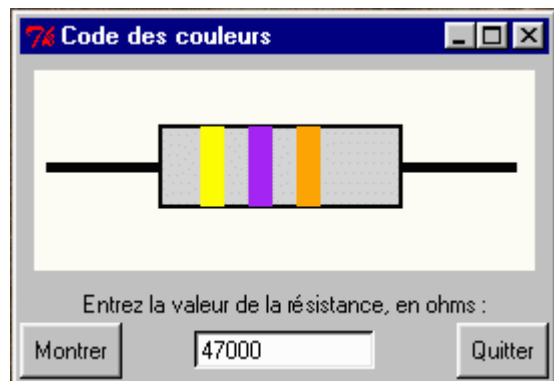 Code des couleurs
Entrez la valeur de la résistance, en ohms :
Montrer 47000 Quitter